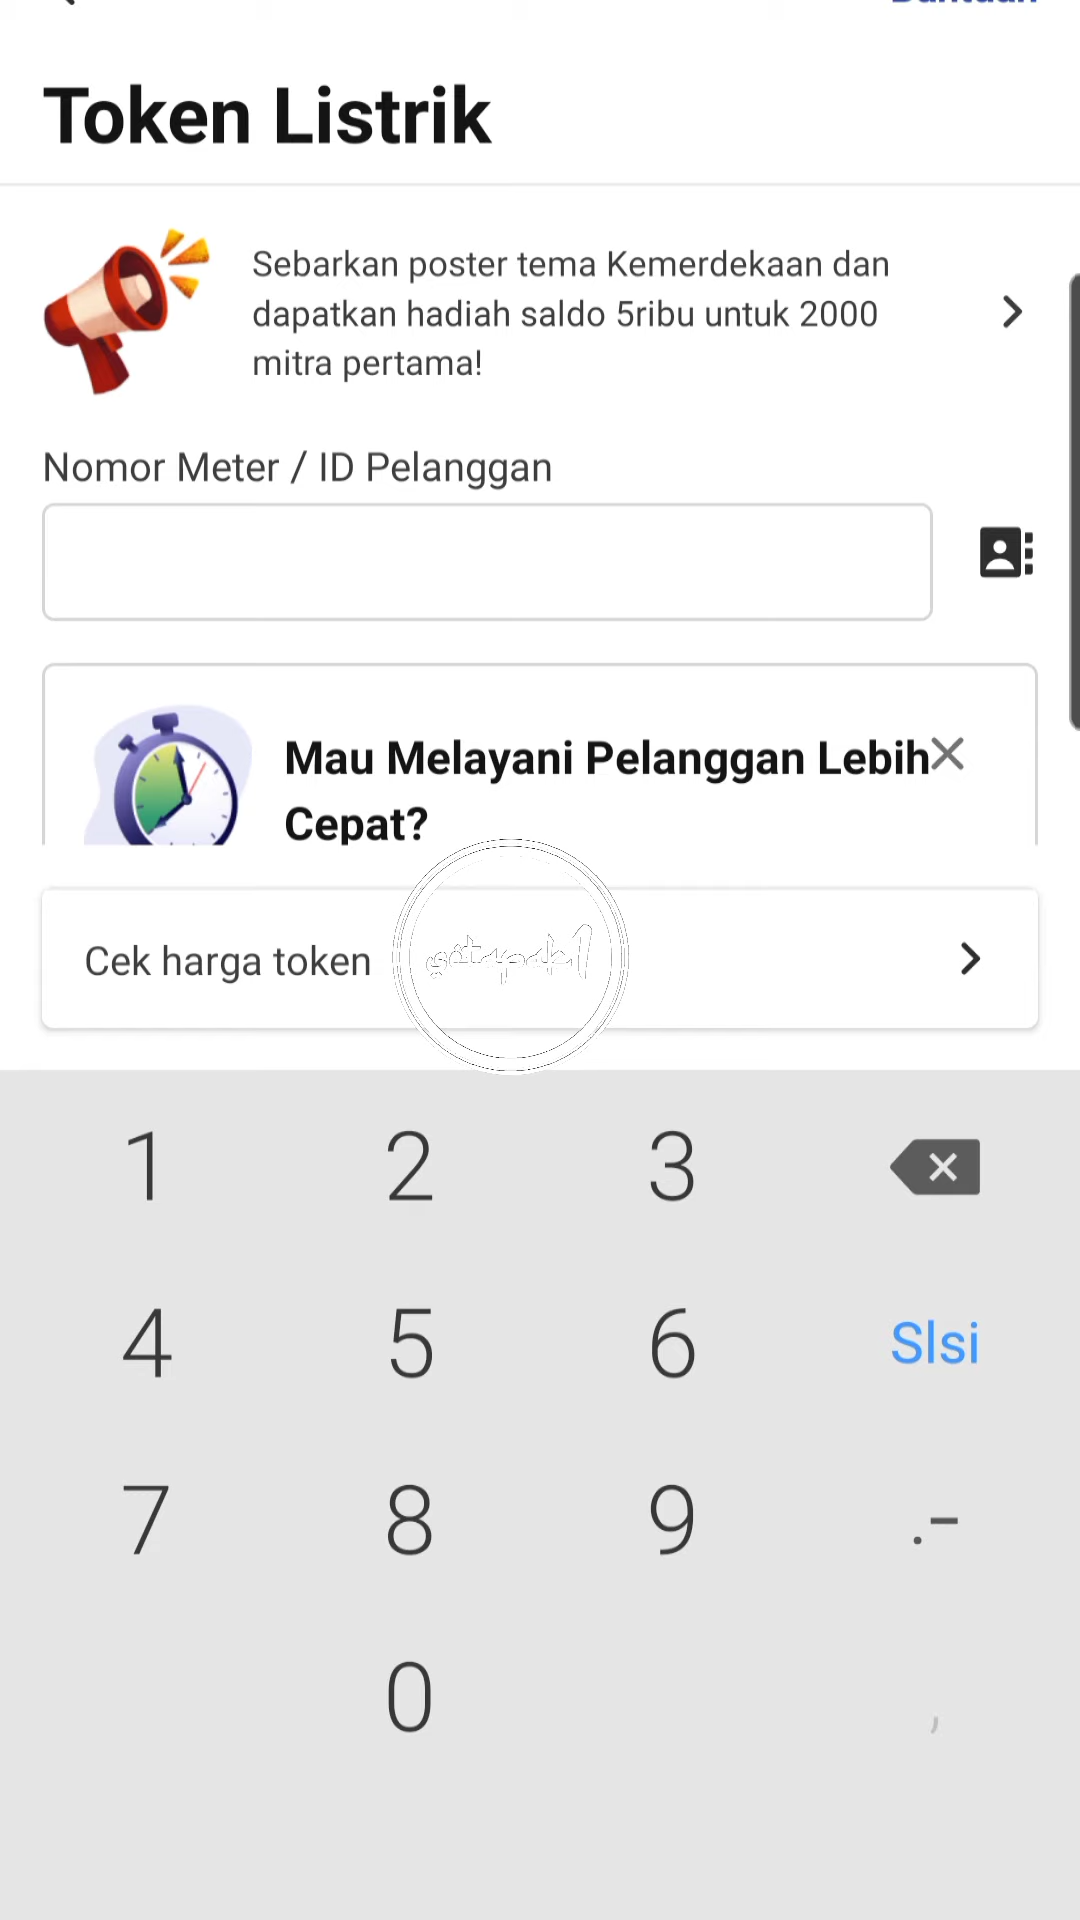 Token Listrik
Sebarkan poster tema Kemerdekaan dan
dapatkan hadiah saldo 5ribu untuk 2000
mitra pertama!
Nomor Meter / ID Pelanggan
Mau Melayani Pelanggan Lebih
Cepat?
Cek harga token
1 2 3
4 5 6 Slsi
7 8 9 .-
0 ,